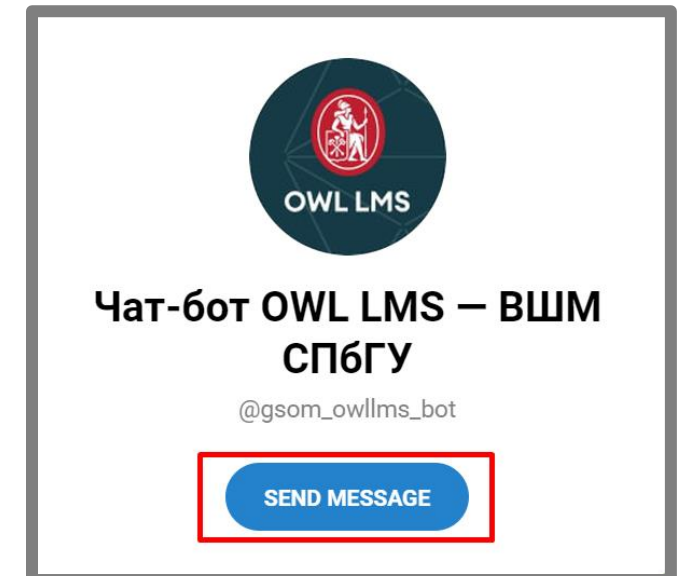 OWL LMS
Чат-бот OWL LMS — ВШМ
СПбГУ
@gsom_owllms_bot
SEND MESSAGE